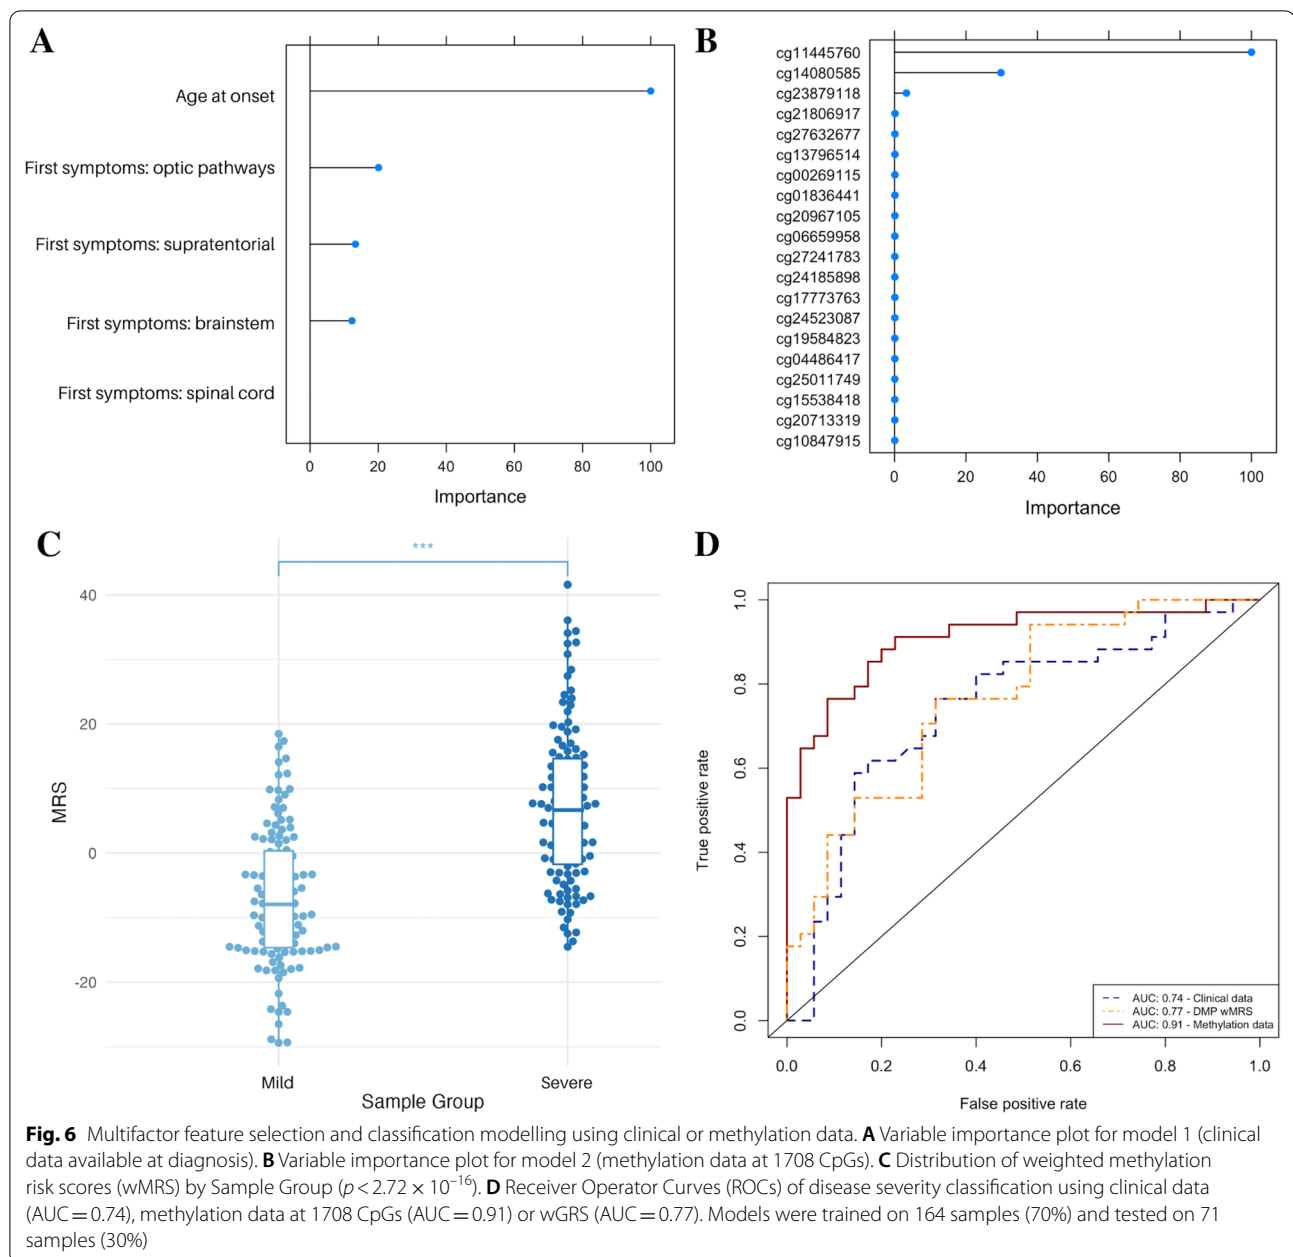 A
Age at onset
First symptoms: optic pathways
First symptoms: supratentorial
First symptoms: brainstem
First symptoms: spinal cord
0 20 40 60 80 100
Importance
B
cg11445760
cg14080585
cg23879118
cg21806917
cg27632677
cg13796514
cg00269115
cg01836441
cg20967105
cg06659958
cg27241783
cg24185898
cg17773763
cg24523087
cg19584823
cg04486417
cg25011749
cg15538418
cg20713319
cg10847915
0 20 40 60 80 100
Importance
C
***
MRS
40
20
0
-20
Mild Severe
Sample Group
D
True positive rate
1.0
0.8
0.6
0.4
0.2
0.0
AUC: 0.74 - Clinical data
AUC: 0.77 - DMP wMRS
AUC: 0.91 - Methylation data
0.0 0.2 0.4 0.6 0.8 1.0
False positive rate
Fig. 6 Multifactor feature selection and classification modelling using clinical or methylation data. A Variable importance plot for model 1 (clinical
data available at diagnosis). B Variable importance plot for model 2 (methylation data at 1708 CpGs). C Distribution of weighted methylation
risk scores (wMRS) by Sample Group (p < 2.72 × 10⁻¹⁶). D Receiver Operator Curves (ROCs) of disease severity classification using clinical data
(AUC = 0.74), methylation data at 1708 CpGs (AUC = 0.91) or wGRS (AUC = 0.77). Models were trained on 164 samples (70%) and tested on 71
samples (30%)